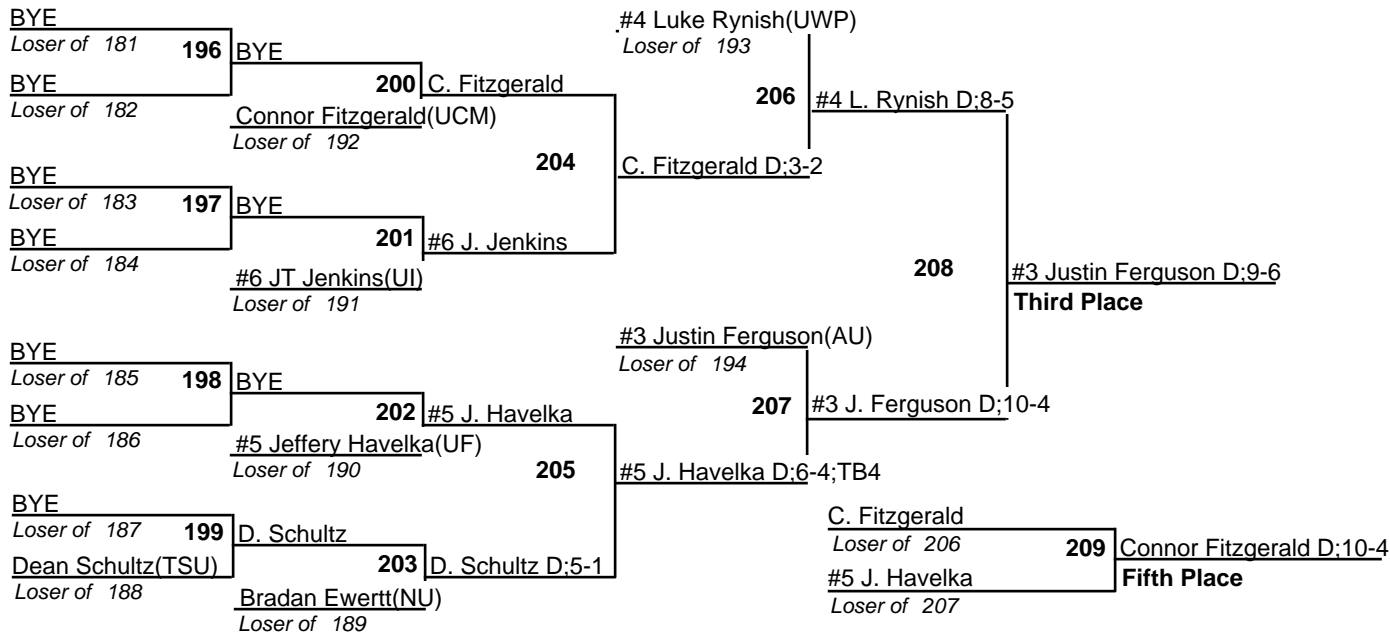 BYE
Loser of 181
196
BYE
BYE
Loser of 182
200
C. Fitzgerald
Connor Fitzgerald(UCM)
Loser of 192
204
C. Fitzgerald D;3-2
BYE
Loser of 183
197
BYE
BYE
Loser of 184
201
#6 J. Jenkins
#6 JT Jenkins(UI)
Loser of 191
#4 Luke Rynish(UWP)
Loser of 193
206
#4 L. Rynish D;8-5
208
#3 Justin Ferguson D;9-6
Third Place
BYE
Loser of 185
198
BYE
BYE
Loser of 186
202
#5 J. Havelka
#5 Jeffery Havelka(UF)
Loser of 190
205
#5 J. Havelka D;6-4;TB4
BYE
Loser of 187
199
D. Schultz
Dean Schultz(TSU)
Loser of 188
203
D. Schultz D;5-1
Bradan Ewertt(NU)
Loser of 189
#3 Justin Ferguson(AU)
Loser of 194
207
#3 J. Ferguson D;10-4
C. Fitzgerald
Loser of 206
209
Connor Fitzgerald D;10-4
Fifth Place
#5 J. Havelka
Loser of 207